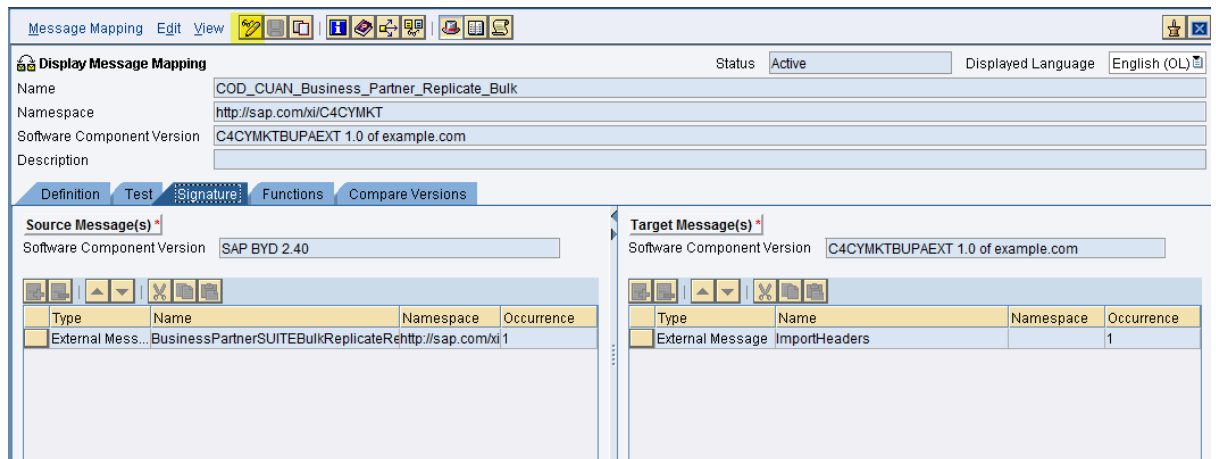 Message Mapping Edit View
Display Message Mapping Status Active Displayed Language English (OL)
Name COD_CUAN_Business_Partner_Replicate_Bulk
Namespace http://sap.com/xi/C4CYMKT
Software Component Version C4CYMKTBUPAEXT 1.0 of example.com
Description
Definition Test Signature Functions Compare Versions
Source Message(s) * Target Message(s) *
Software Component Version SAP BYD 2.40 Software Component Version C4CYMKTBUPAEXT 1.0 of example.com
Type Name Namespace Occurrence Type Name Namespace Occurrence
External Mess... BusinessPartnerSUITEBulkReplicateRe http://sap.com/xi 1 External Message ImportHeaders 1